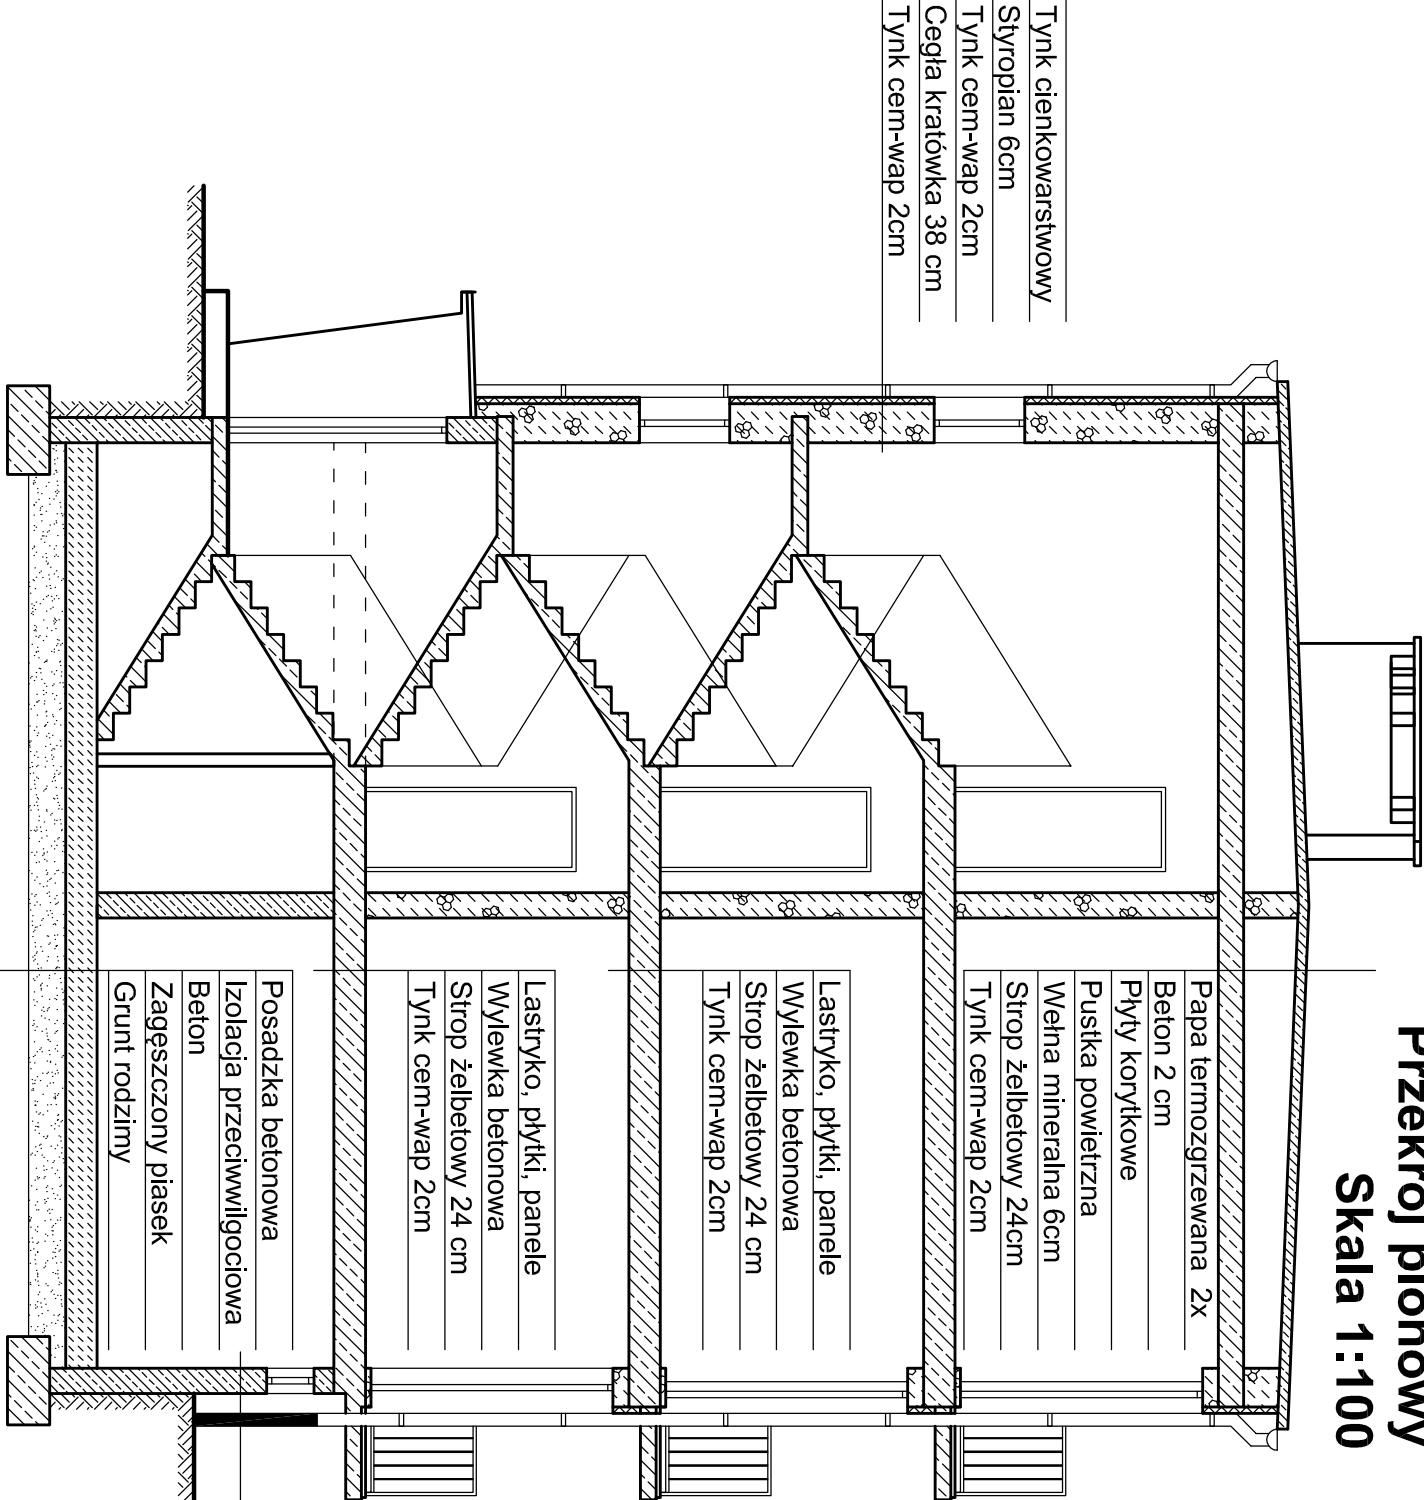 Przekrój pionowy
Skala 1:100
Tynk cienkowarstwowy
Styropian 6cm
Tynk cem-wap 2cm
Cegła kratówka 38 cm
Tynk cem-wap 2cm
Papa termozgrzewana 2x
Beton 2 cm
Płyty korytkowe
Pustka powietrzna
Wełna mineralna 6cm
Strop żelbetowy 24cm
Tynk cem-wap 2cm
Lastryko, płytki, panele
Wylewka betonowa
Strop żelbetowy 24 cm
Tynk cem-wap 2cm
Lastryko, płytki, panele
Wylewka betonowa
Strop żelbetowy 24 cm
Tynk cem-wap 2cm
Posadzka betonowa
Izolacja przeciwwilgociowa
Beton
Zagęszczony piasek
Grunt rodzimy